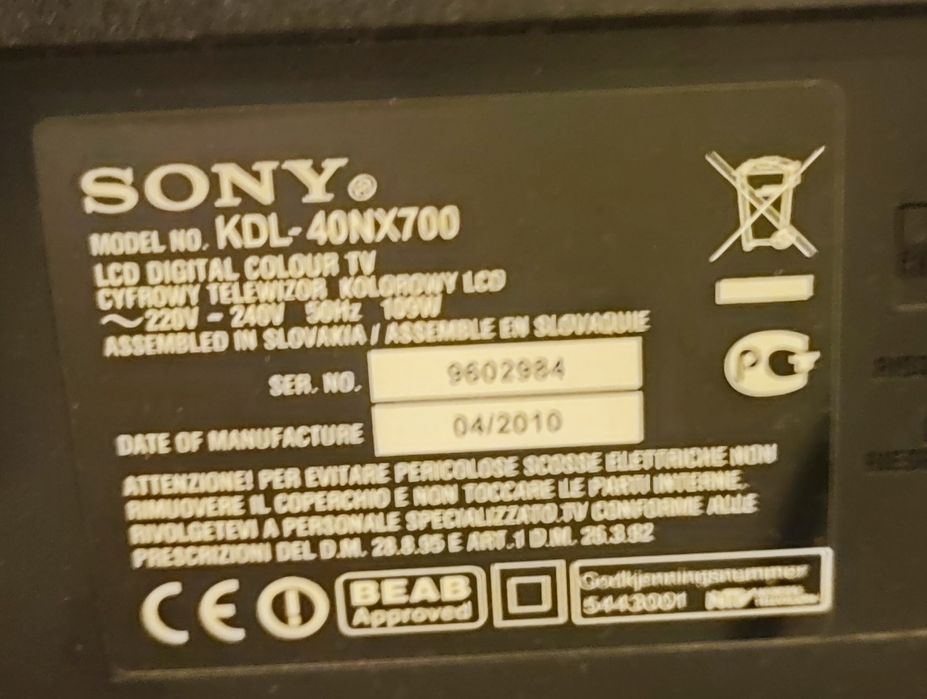 SONY®
MODEL NO. KDL-40NX700
LCD DIGITAL COLOUR TV
CYFROWY TELEWIZOR KOLOROWY LCD
～220V - 240V 50Hz 169W
ASSEMBLED IN SLOVAKIA / ASSEMBLE EN SLOVAQUIE
SER. NO. 9602984
DATE OF MANUFACTURE 04/2010
ATTENZIONE! PER EVITARE PERICOLOSE SCOSSE ELETTRICHE NON
RIMUOVERE IL COPERCHIO E NON TOCCARE LE PARTI INTERNE.
RIVOLGETEVI A PERSONALE SPECIALIZZATO.TV CONFORME ALLE
PRESCRIZIONI DEL D.M. 28.8.95 E ART.1 D.M. 26.3.92
CE
BEAB
Approved
Godkjenningsnummer
5443001
PG